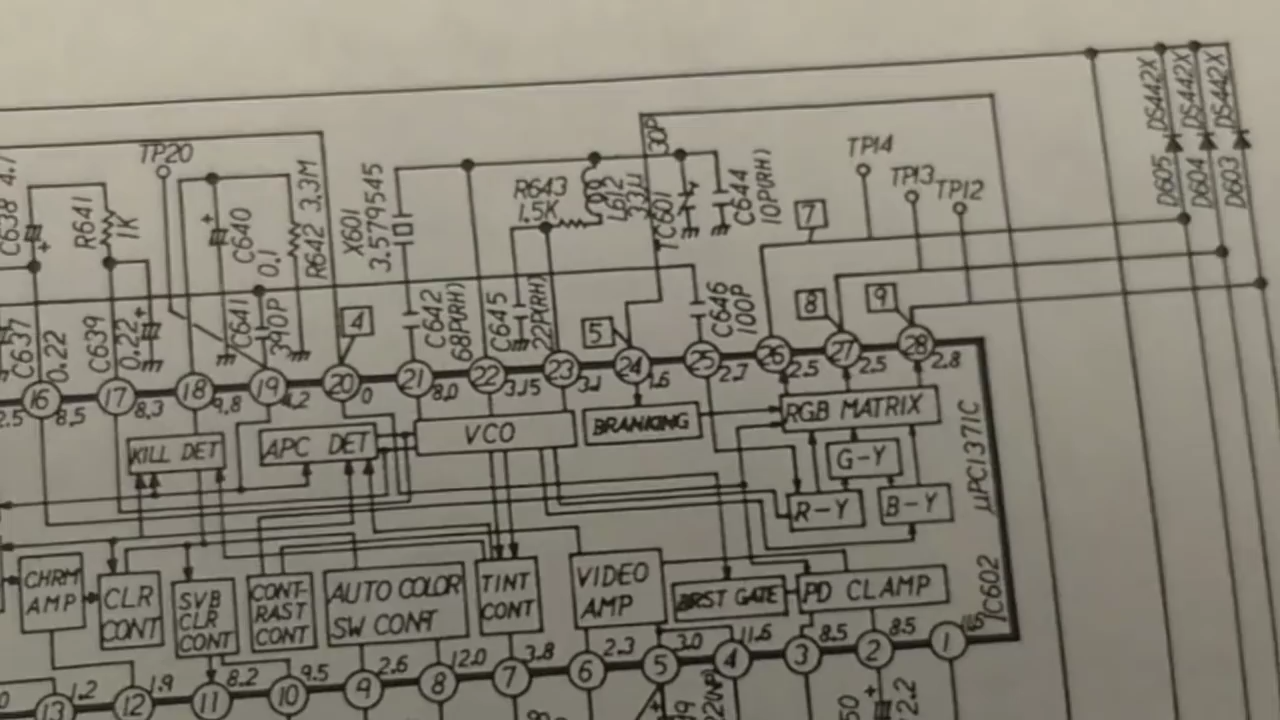 TP20
C638 4.7
R641
1K
C640
0.1
R642 3.3M
X601
3.579545
R643
1.5K
L612
33μ
30P
TC601
C644
10P(RH)
TP14
TP13
TP12
7
8
9
D605 DS442X
D604 DS442X
D603 DS442X
C637
0.22
C639
0.22
C641
390P
4
C642
68P(RH)
C645
22P(RH)
5
C646
100P
16
17
18
19
20
21
22
23
24
25
26
27
28
2.5
8.5
8.3
9.8
4.2
0
8.0
3.15
3.1
1.6
2.7
2.5
2.5
2.8
KILL DET
APC DET
VCO
BRANKING
RGB MATRIX
G-Y
R-Y
B-Y
μPC1371C
IC602
CHRM
AMP
CLR
CONT
SVB
CLR
CONT
CONT-
RAST
CONT
AUTO COLOR
SW CONT
TINT
CONT
VIDEO
AMP
BRST GATE
PD CLAMP
13
12
11
10
9
8
7
6
5
4
3
2
1
1.2
1.9
8.2
9.5
2.6
12.0
3.8
2.3
3.0
11.6
8.5
8.5
22(NP)
50
2.2